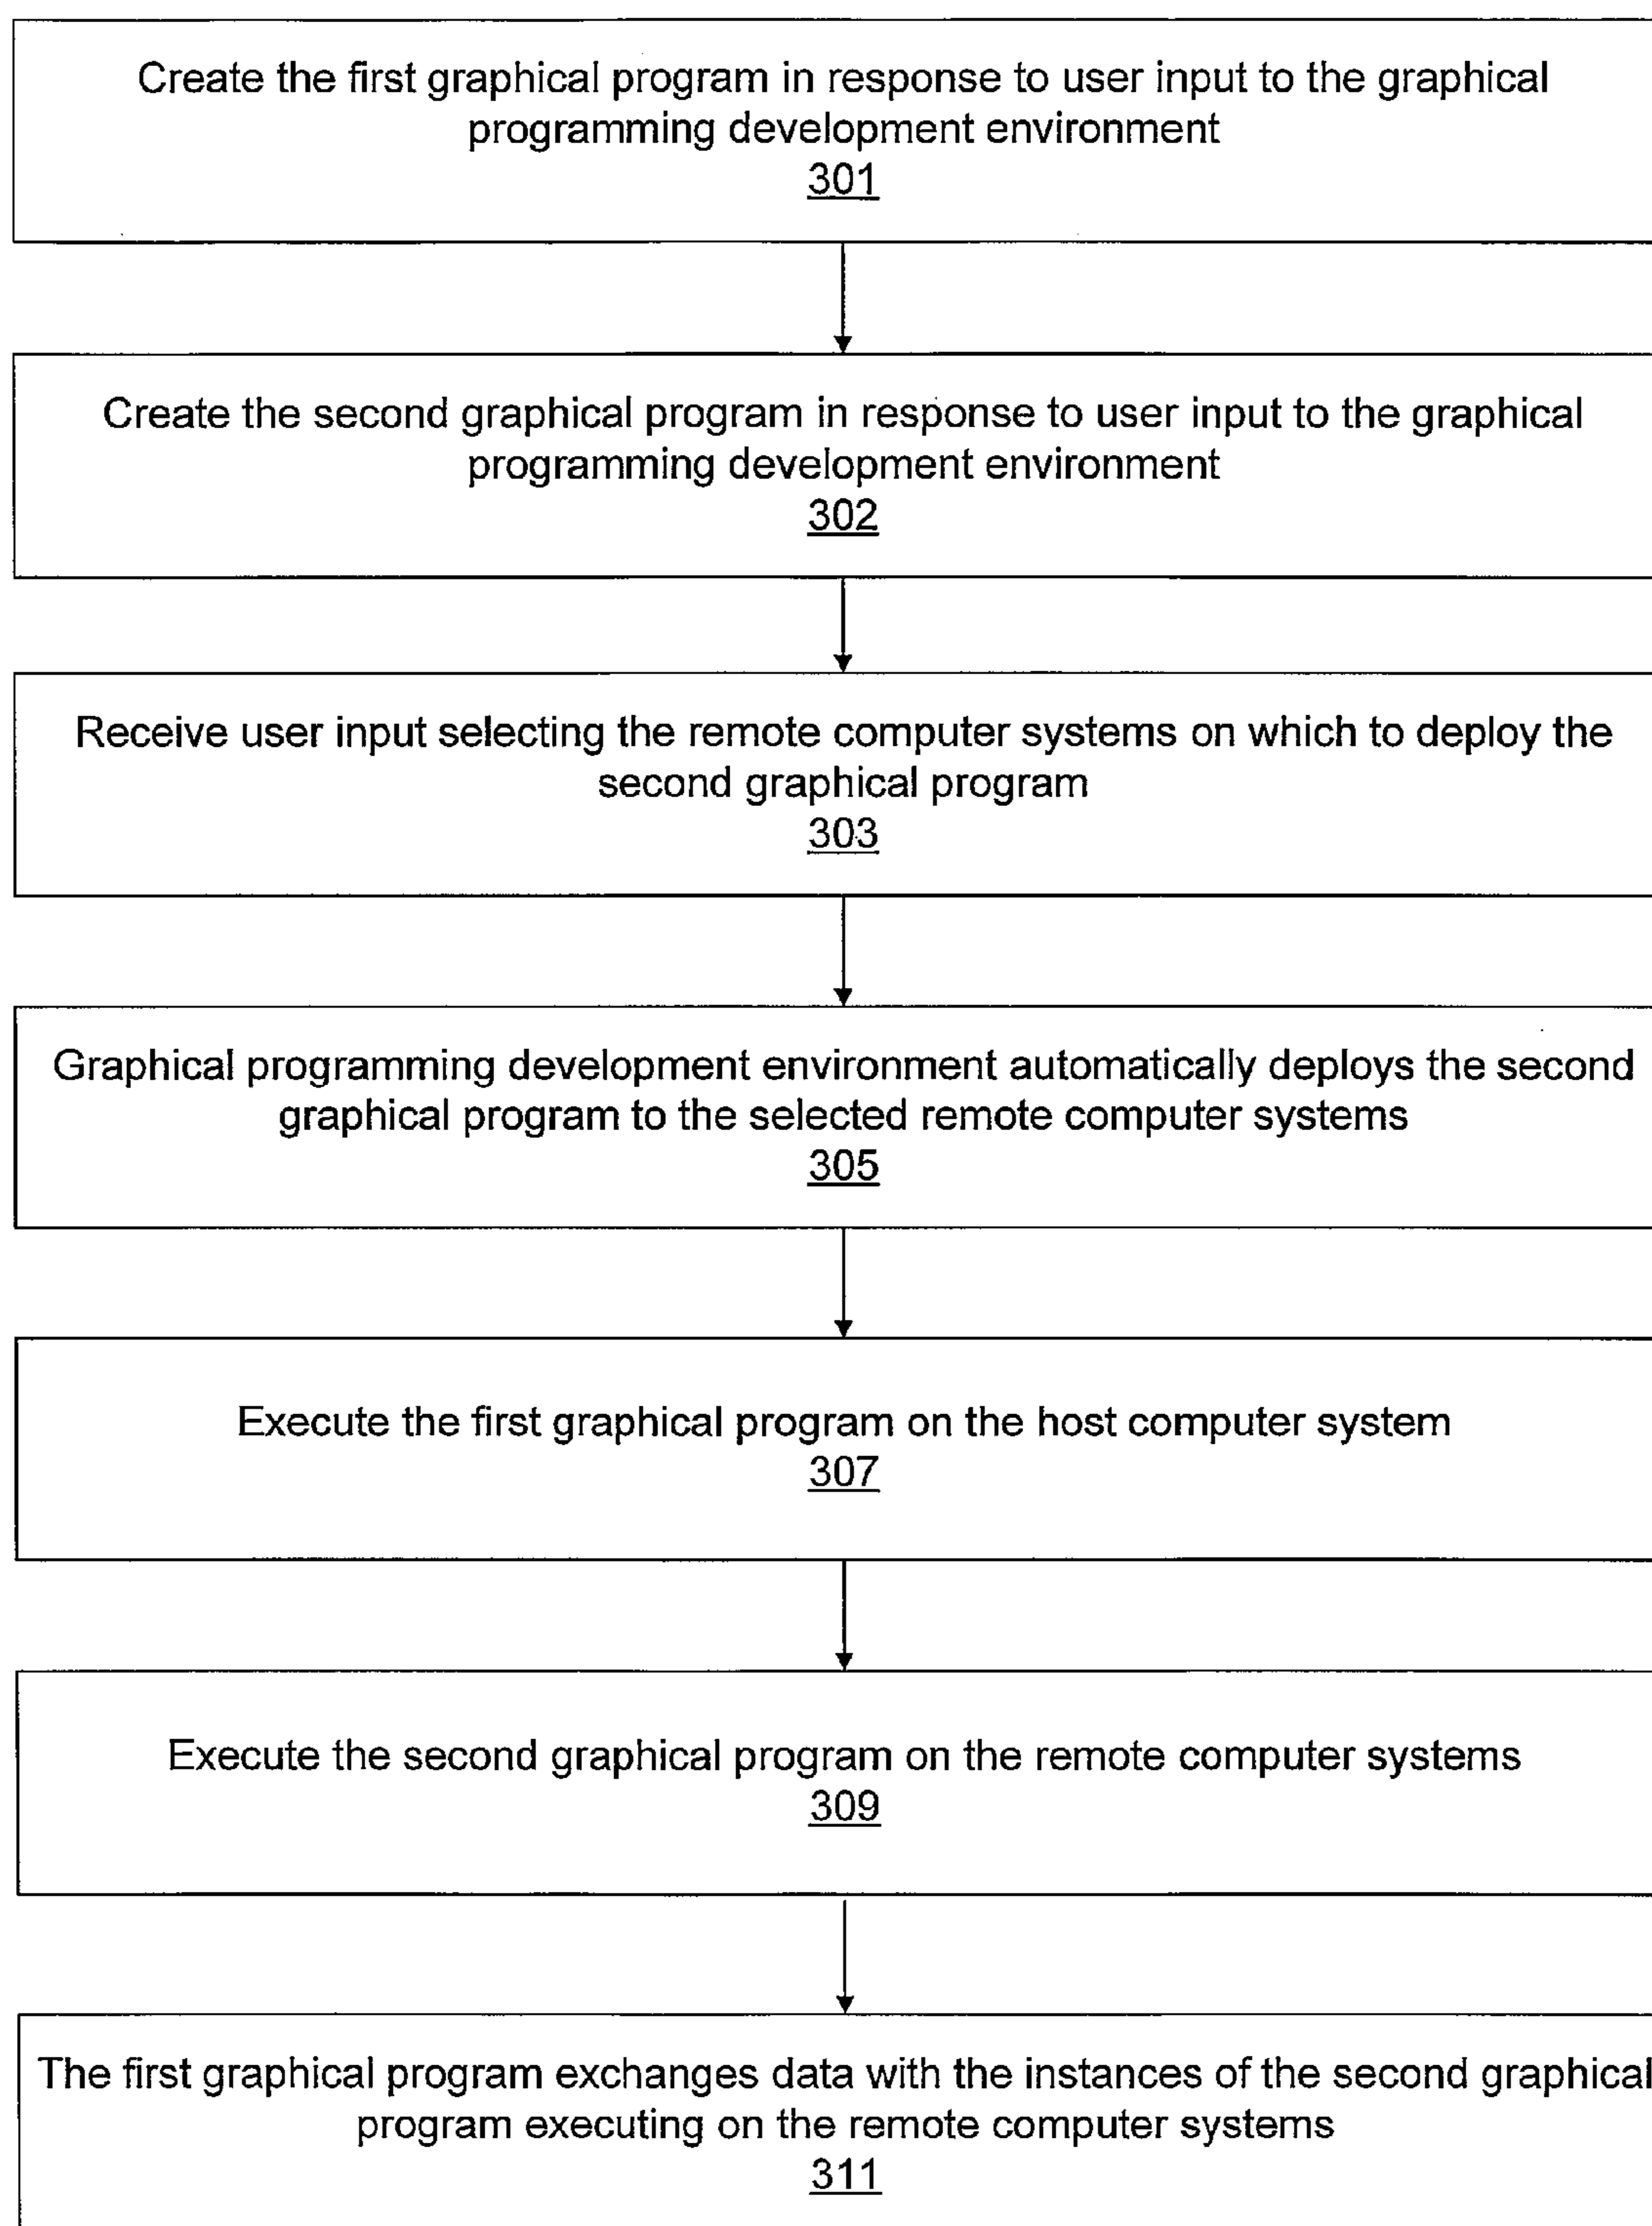 Create the first graphical program in response to user input to the graphical
programming development environment
301
Create the second graphical program in response to user input to the graphical
programming development environment
302
Receive user input selecting the remote computer systems on which to deploy the
second graphical program
303
Graphical programming development environment automatically deploys the second
graphical program to the selected remote computer systems
305
Execute the first graphical program on the host computer system
307
Execute the second graphical program on the remote computer systems
309
The first graphical program exchanges data with the instances of the second graphical
program executing on the remote computer systems
311